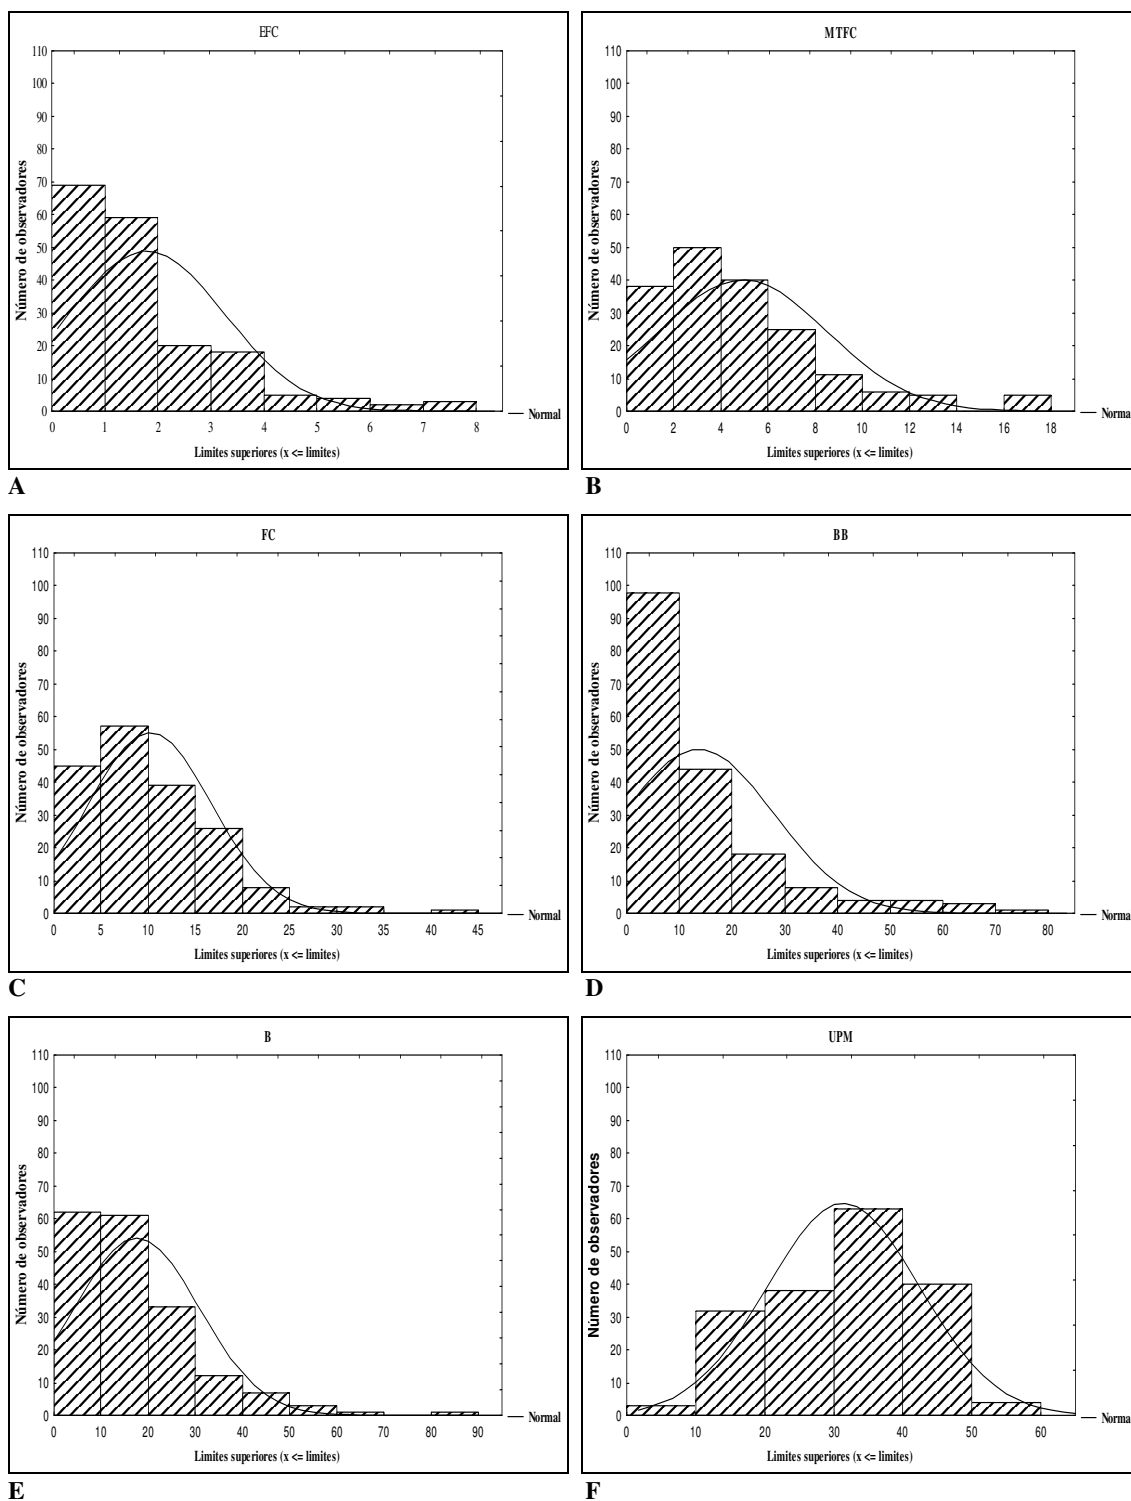 EFC
110
100
90
80
70
60
50
40
30
20
10
0
Número de observadores
0 1 2 3 4 5 6 7 8
Normal
Limites superiores (x <= limites)
A
MTFC
110
100
90
80
70
60
50
40
30
20
10
0
Número de observadores
0 2 4 6 8 10 12 14 16 18
Norma
Limites superiores (x <= limites)
B
FC
110
100
90
80
70
60
50
40
30
20
10
0
Número de observadores
0 5 10 15 20 25 30 35 40 45
Normal
Limites superiores (x <= limites)
C
BB
110
100
90
80
70
60
50
40
30
20
10
0
Número de observadores
0 10 20 30 40 50 60 70 80
Norma
Limites superiores (x <= limites)
D
B
110
100
90
80
70
60
50
40
30
20
10
0
Número de observadores
0 10 20 30 40 50 60 70 80 90
Normal
Limites superiores (x <= limites)
E
UPM
110
100
90
80
70
60
50
40
30
20
10
0
Número de observadores
0 10 20 30 40 50 60
Norma
Limites superiores (x <= limites)
F